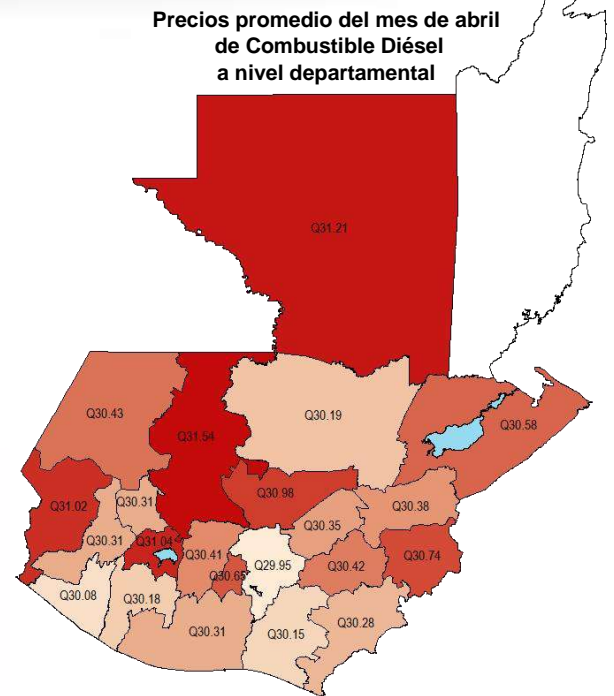 Precios promedio del mes de abril
de Combustible Diésel
a nivel departamental
Q31.21
Q30.43
Q31.54
Q30.19
Q30.58
Q31.02
Q30.31
Q30.98
Q30.38
Q30.35
Q30.31
Q31.04
Q30.41
Q29.95
Q30.42
Q30.74
Q30.65
Q30.08
Q30.18
Q30.31
Q30.15
Q30.28